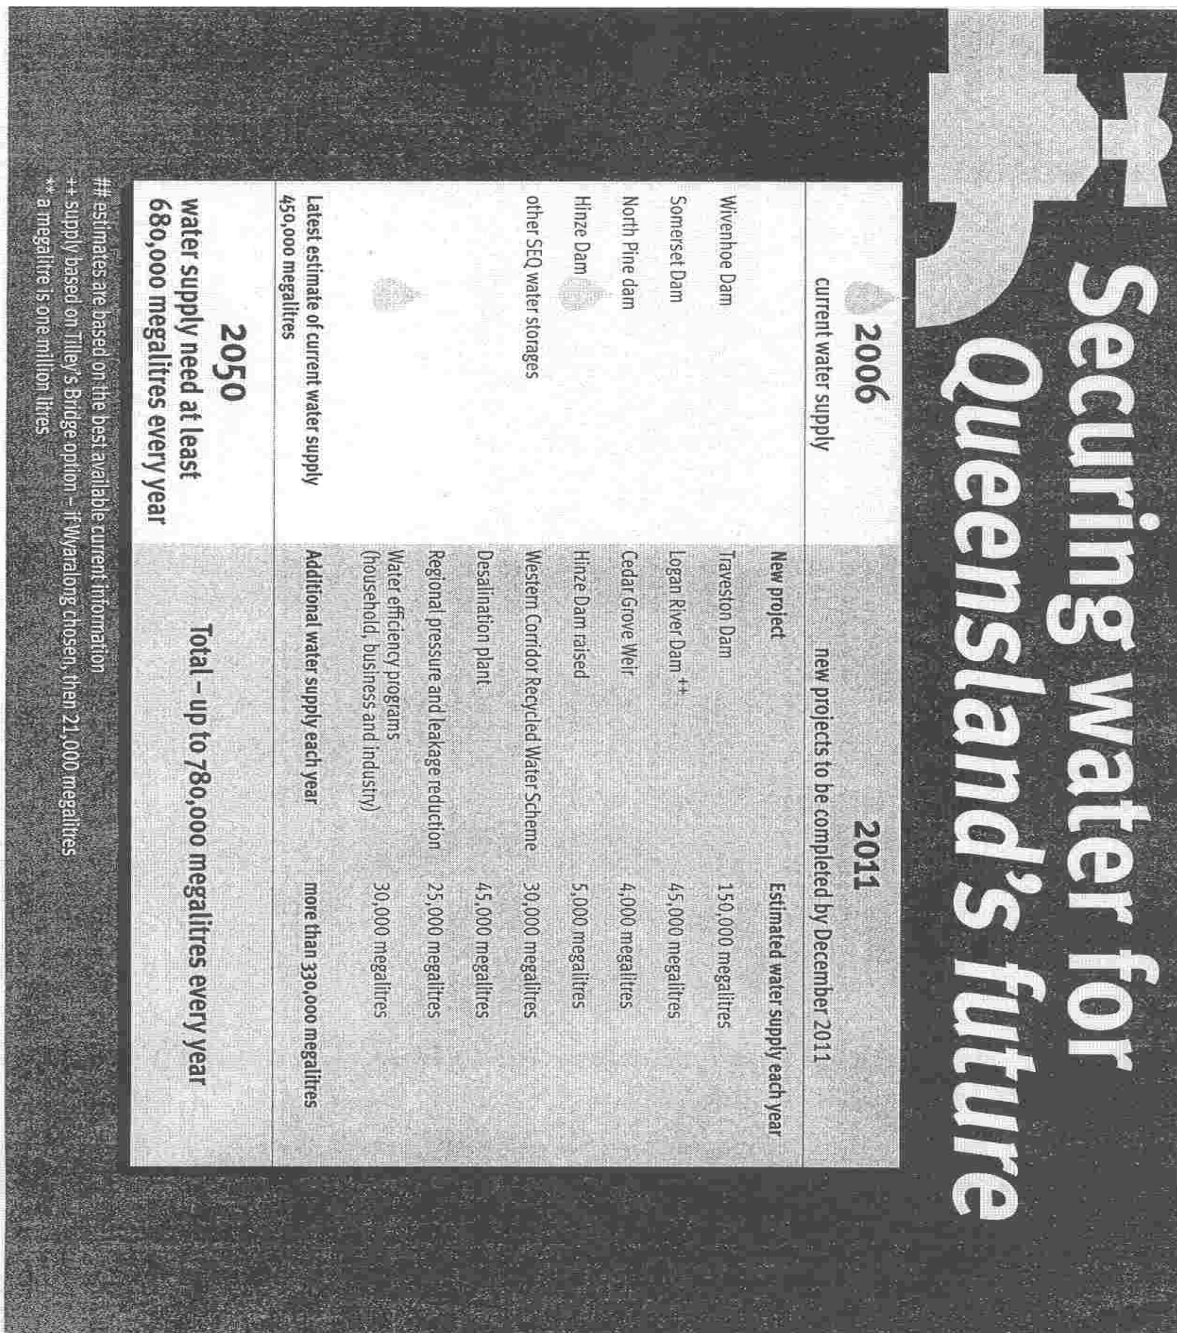 Securing water for
Queensland's future
2006
current water supply
Wivenhoe Dam
Somerset Dam
North Pine dam
Hinze Dam
other SEQ water storages
Latest estimate of current water supply
450,000 megalitres
2011
new projects to be completed by December 2011
New project Estimated water supply each year
Traveston Dam 150,000 megalitres
Logan River Dam ++ 45,000 megalitres
Cedar Grove Weir 4,000 megalitres
Hinze Dam raised 5,000 megalitres
Western Corridor Recycled Water Scheme 30,000 megalitres
Desalination plant 45,000 megalitres
Regional pressure and leakage reduction 25,000 megalitres
Water efficiency programs
(household, business and industry) 30,000 megalitres
Additional water supply each year more than 330,000 megalitres
2050
water supply need at least
680,000 megalitres every year
Total – up to 780,000 megalitres every year
## estimates are based on the best available current information
++ supply based on Tilley's Bridge option – if Wyaralong chosen, then 21,000 megalitres
** a megalitre is one million litres